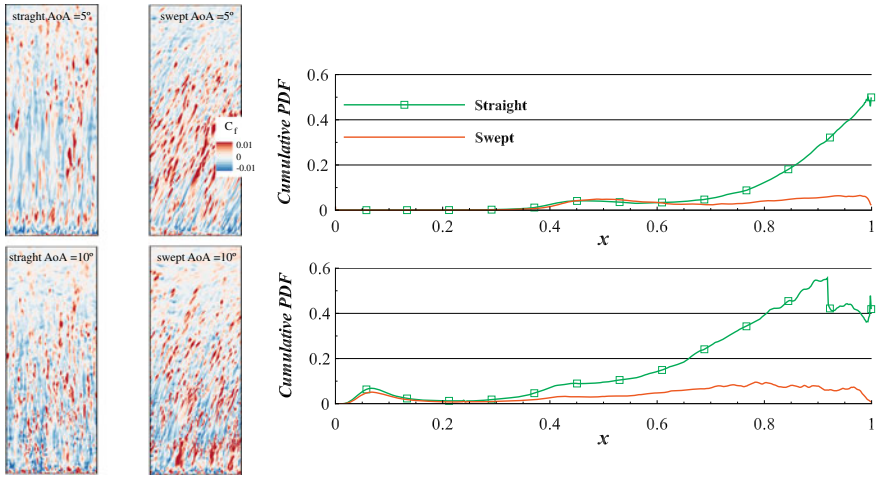 straght AoA =5º
swept AoA =5º
C f
0.01
0
-0.01
straght AoA =10º
swept AoA =10º
Cumulative PDF
0.6
0.4
0.2
0
Straight
Swept
0 0.2 0.4 0.6 0.8 1
x
Cumulative PDF
0.6
0.4
0.2
0
0 0.2 0.4 0.6 0.8 1
x